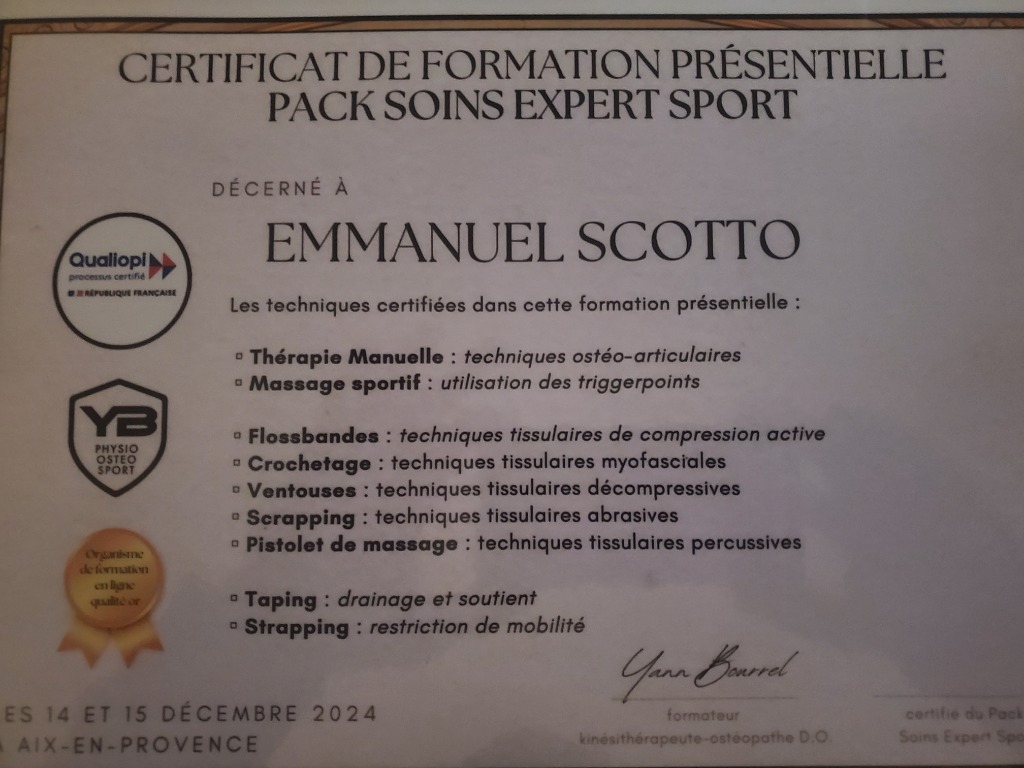 CERTIFICAT DE FORMATION PRÉSENTIELLE
PACK SOINS EXPERT SPORT
DÉCERNÉ À
EMMANUEL SCOTTO
Qualiopi
processus certifié
RÉPUBLIQUE FRANÇAISE
Les techniques certifiées dans cette formation présentielle :
▫ Thérapie Manuelle : techniques ostéo-articulaires
▫ Massage sportif : utilisation des triggerpoints
YB
PHYSIO
OSTEO
SPORT
▫ Flossbandes : techniques tissulaires de compression active
▫ Crochetage : techniques tissulaires myofasciales
▫ Ventouses : techniques tissulaires décompressives
▫ Scrapping : techniques tissulaires abrasives
▫ Pistolet de massage : techniques tissulaires percussives
Organisme
de formation
en ligne
qualité or
▫ Taping : drainage et soutient
▫ Strapping : restriction de mobilité
Yann Bourrel
formateur
kinésithérapeute-ostéopathe D.O.
certifié du Pack
Soins Expert Spo
ES 14 ET 15 DÉCEMBRE 2024
À AIX-EN-PROVENCE